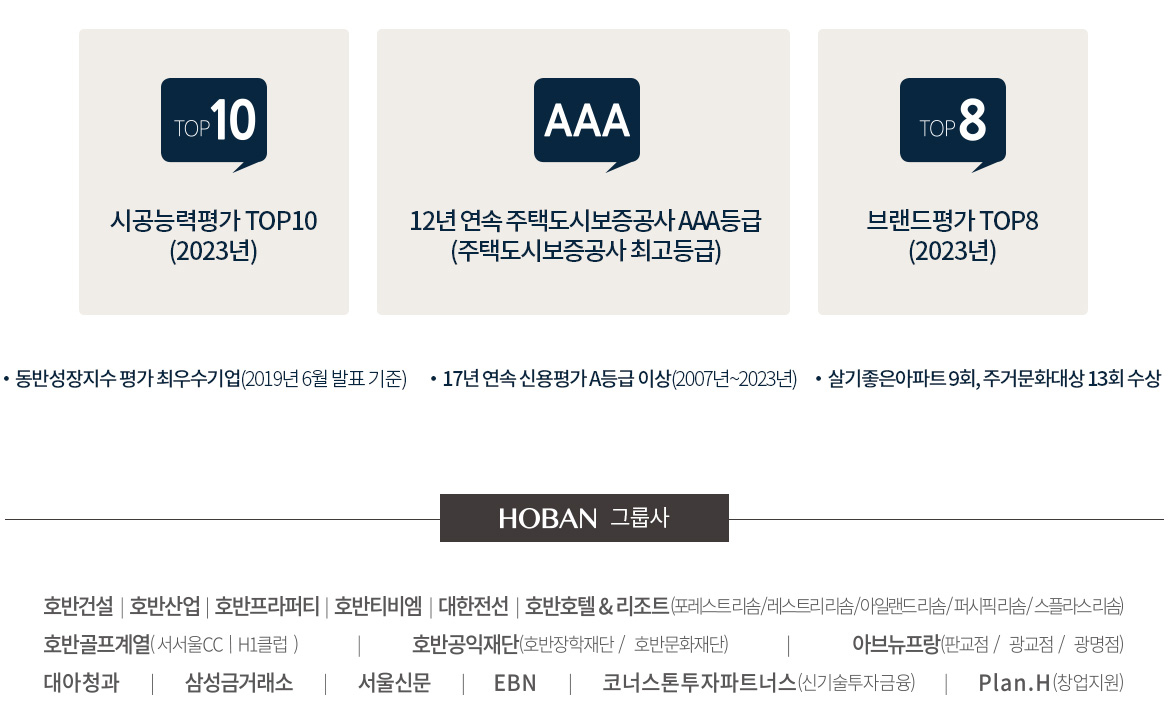 TOP10
시공능력평가 TOP10
(2023년)
AAA
12년 연속 주택도시보증공사 AAA등급
(주택도시보증공사 최고등급)
TOP8
브랜드평가 TOP8
(2023년)
• 동반성장지수 평가 최우수기업(2019년 6월 발표 기준)
• 17년 연속 신용평가 A등급 이상(2007년~2023년)
• 살기좋은아파트 9회, 주거문화대상 13회 수상
HOBAN 그룹사
호반건설 | 호반산업 | 호반프라퍼티 | 호반티비엠 | 대한전선 | 호반호텔 & 리조트(포레스트리솜/레스트리리솜/아일랜드리솜/퍼시픽리솜/스플라스리솜)
호반골프계열( 서서울CC | H1클럽 ) | 호반공익재단(호반장학재단 / 호반문화재단) | 아브뉴프랑(판교점 / 광교점 / 광명점)
대아청과 | 삼성금거래소 | 서울신문 | EBN | 코너스톤투자파트너스(신기술투자금융) | Plan.H(창업지원)